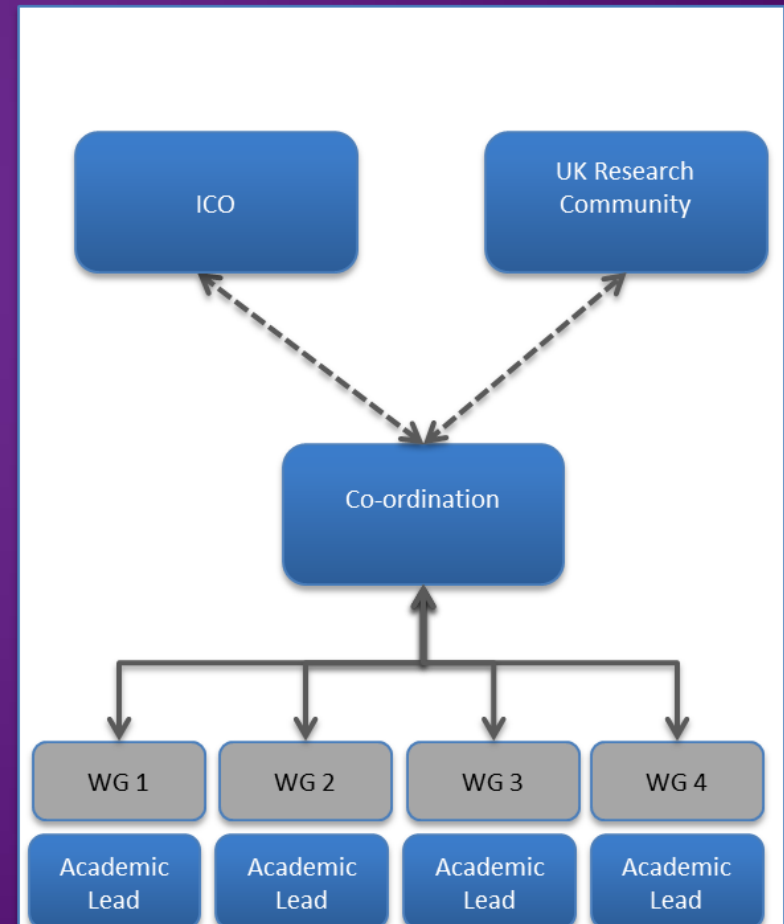 ICO
UK Research
Community
Co-ordination
WG 1
WG 2
WG 3
WG 4
Academic
Lead
Academic
Lead
Academic
Lead
Academic
Lead